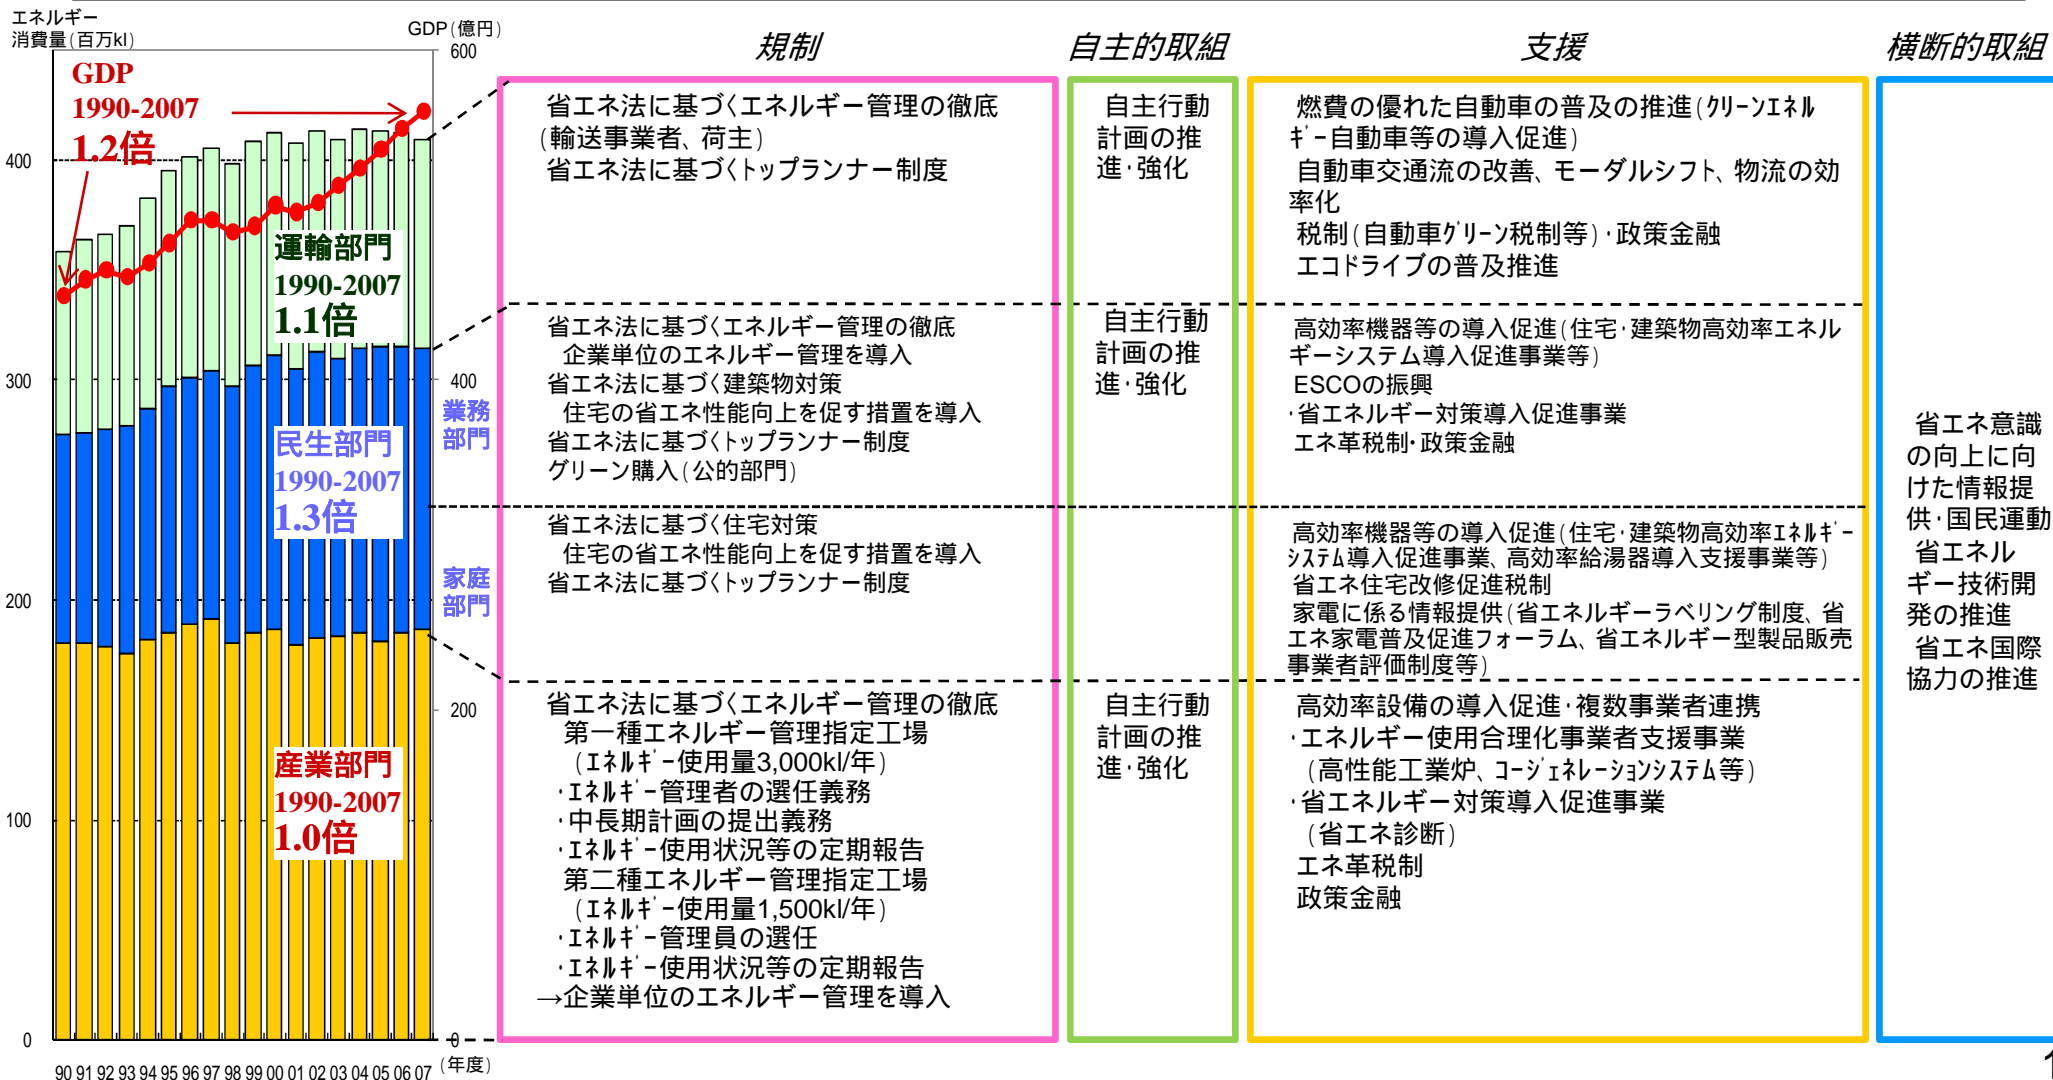 エネルギー
消費量(百万kl)
GDP(億円)
600
400
200
0
400
300
200
100
0
90 91 92 93 94 95 96 97 98 99 00 01 02 03 04 05 06 07
(年度)
GDP
1990-2007
1.2倍
運輸部門
1990-2007
1.1倍
民生部門
1990-2007
1.3倍
産業部門
1990-2007
1.0倍
業務
部門
家庭
部門
規制
省エネ法に基づくエネルギー管理の徹底
(輸送事業者、荷主)
省エネ法に基づくトップランナー制度
省エネ法に基づくエネルギー管理の徹底
企業単位のエネルギー管理を導入
省エネ法に基づく建築物対策
住宅の省エネ性能向上を促す措置を導入
省エネ法に基づくトップランナー制度
グリーン購入(公的部門)
省エネ法に基づく住宅対策
住宅の省エネ性能向上を促す措置を導入
省エネ法に基づくトップランナー制度
省エネ法に基づくエネルギー管理の徹底
第一種エネルギー管理指定工場
(エネルギー使用量3,000kl/年)
・エネルギー管理者の選任義務
・中長期計画の提出義務
・エネルギー使用状況等の定期報告
第二種エネルギー管理指定工場
(エネルギー使用量1,500kl/年)
・エネルギー管理員の選任
・エネルギー使用状況等の定期報告
→企業単位のエネルギー管理を導入
自主的取組
自主行動
計画の推
進・強化
自主行動
計画の推
進・強化
自主行動
計画の推
進・強化
支援
燃費の優れた自動車の普及の推進(クリーンエネル
ギー自動車等の導入促進)
自動車交通流の改善、モーダルシフト、物流の効
率化
税制(自動車グリーン税制等)・政策金融
エコドライブの普及推進
高効率機器等の導入促進(住宅・建築物高効率エネル
ギーシステム導入促進事業等)
ESCOの振興
・省エネルギー対策導入促進事業
エネ革税制・政策金融
高効率機器等の導入促進(住宅・建築物高効率エネルギー
システム導入促進事業、高効率給湯器導入支援事業等)
省エネ住宅改修促進税制
家電に係る情報提供(省エネルギーラベリング制度、省
エネ家電普及促進フォーラム、省エネルギー型製品販売
事業者評価制度等)
高効率設備の導入促進・複数事業者連携
・エネルギー使用合理化事業者支援事業
(高性能工業炉、コージェネレーションシステム等)
・省エネルギー対策導入促進事業
(省エネ診断)
エネ革税制
政策金融
横断的取組
省エネ意識
の向上に向
けた情報提
供・国民運動
省エネル
ギー技術開
発の推進
省エネ国際
協力の推進